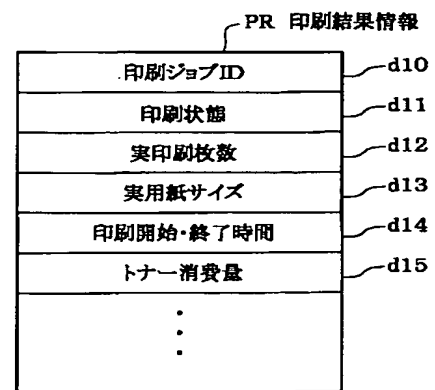 PR 印刷結果情報
印刷ジョブID d10
印刷状態 d11
実印刷枚数 d12
実用紙サイズ d13
印刷開始・終了時間 d14
トナー消費量 d15